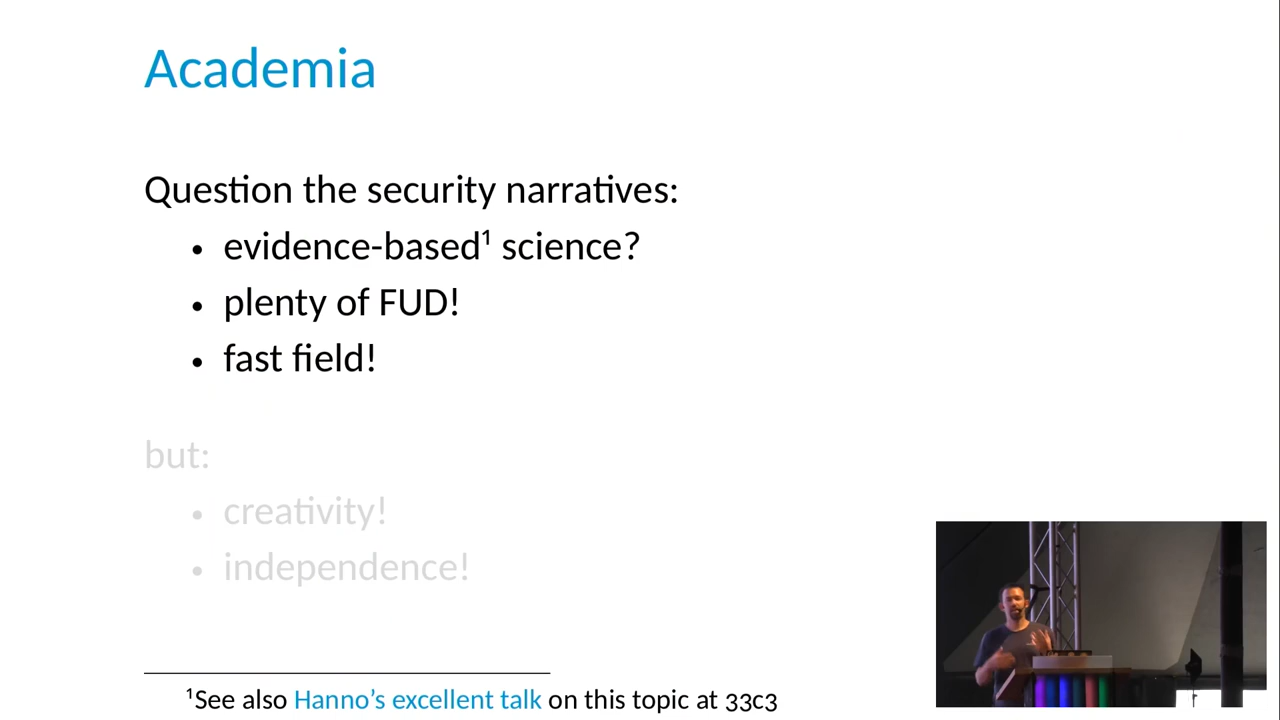 Academia
Question the security narratives:
• evidence-based¹ science?
• plenty of FUD!
• fast field!
but:
• creativity!
• independence!
¹See also Hanno’s excellent talk on this topic at 33c3